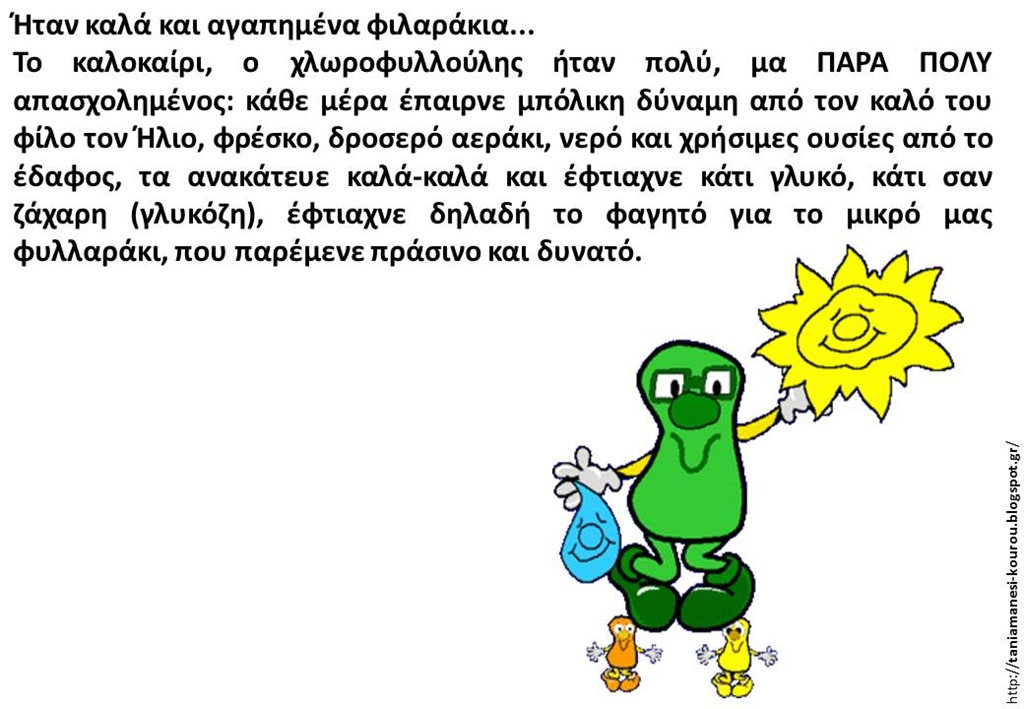 Ήταν καλά και αγαπημένα φιλαράκια…
Το καλοκαίρι, ο χλωροφυλλούλης ήταν πολύ, μα ΠΑΡΑ ΠΟΛΥ
απασχολημένος: κάθε μέρα έπαιρνε μπόλικη δύναμη από τον καλό του
φίλο τον Ήλιο, φρέσκο, δροσερό αεράκι, νερό και χρήσιμες ουσίες από το
έδαφος, τα ανακάτευε καλά-καλά και έφτιαχνε κάτι γλυκό, κάτι σαν
ζάχαρη (γλυκόζη), έφτιαχνε δηλαδή το φαγητό για το μικρό μας
φυλλαράκι, που παρέμενε πράσινο και δυνατό.
http://taniamanesi-kourou.blogspot.gr/